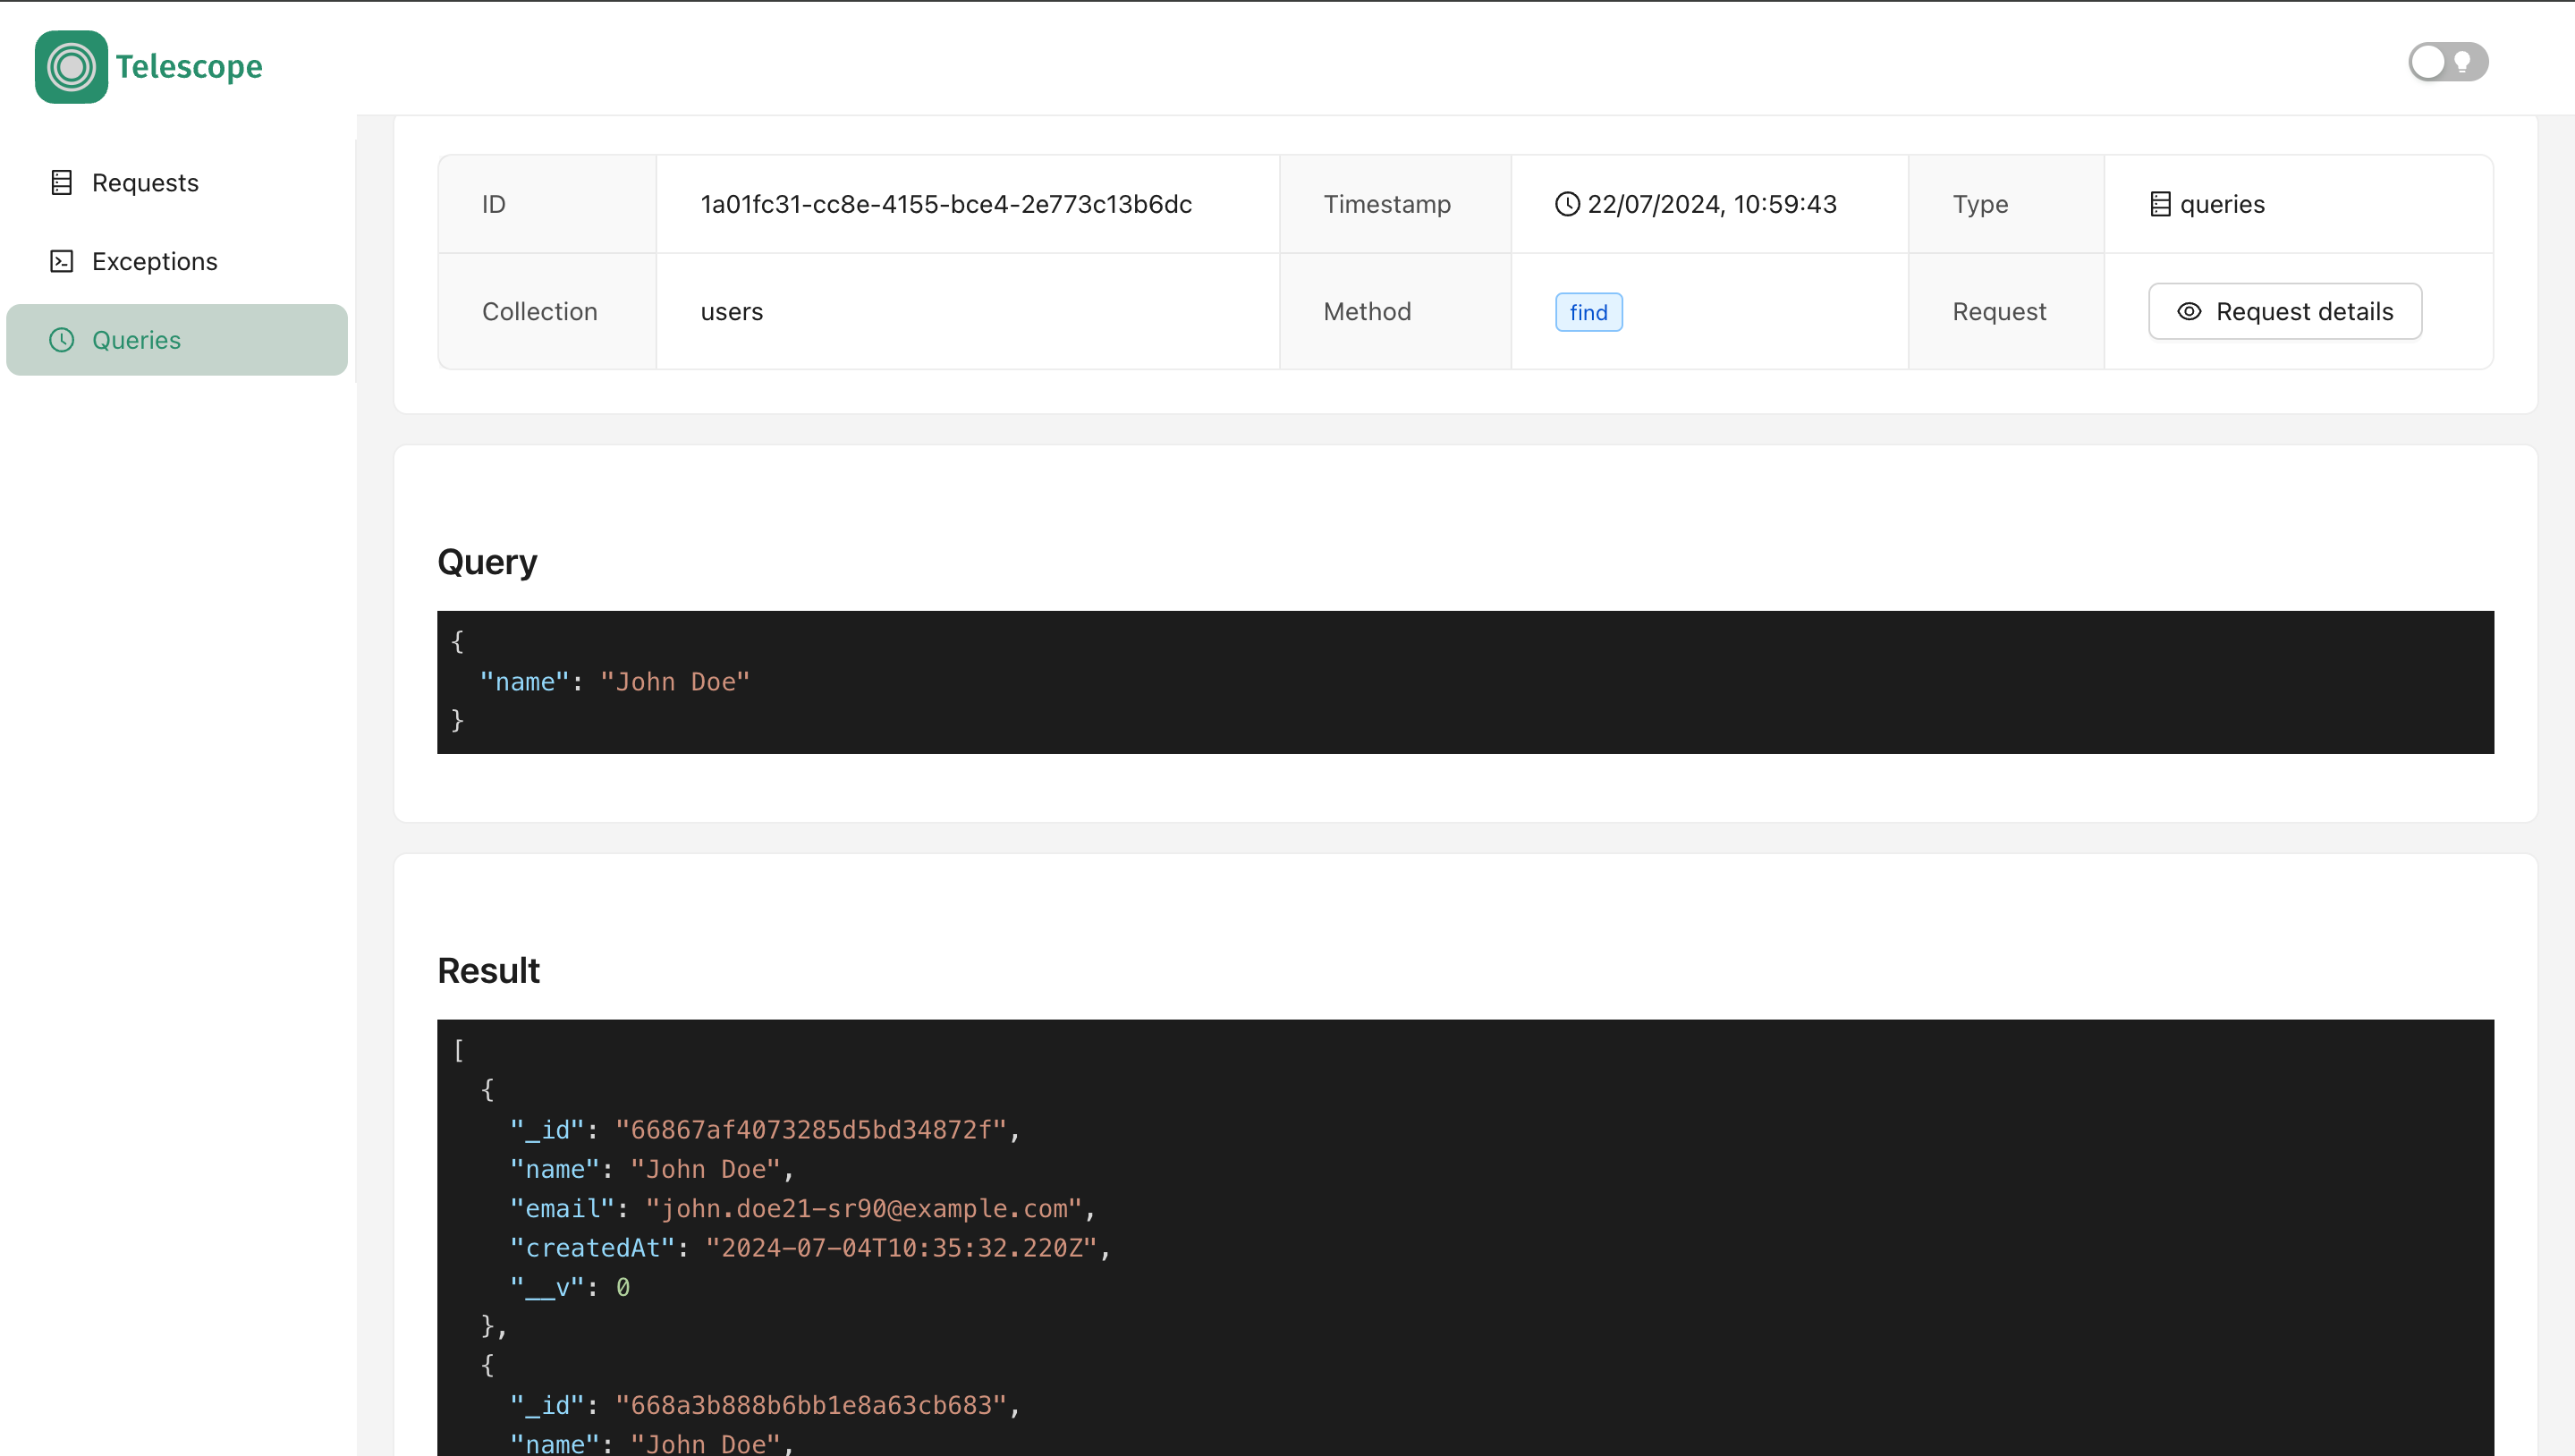 Telescope
Requests
Exceptions
Queries
ID 1a01fc31-cc8e-4155-bce4-2e773c13b6dc Timestamp 22/07/2024, 10:59:43 Type queries
Collection users Method find Request Request details
Query
{
  "name": "John Doe"
}
Result
[
  {
    "_id": "66867af4073285d5bd34872f",
    "name": "John Doe",
    "email": "john.doe21-sr90@example.com",
    "createdAt": "2024-07-04T10:35:32.220Z",
    "__v": 0
  },
  {
    "_id": "668a3b888b6bb1e8a63cb683",
    "name": "John Doe",